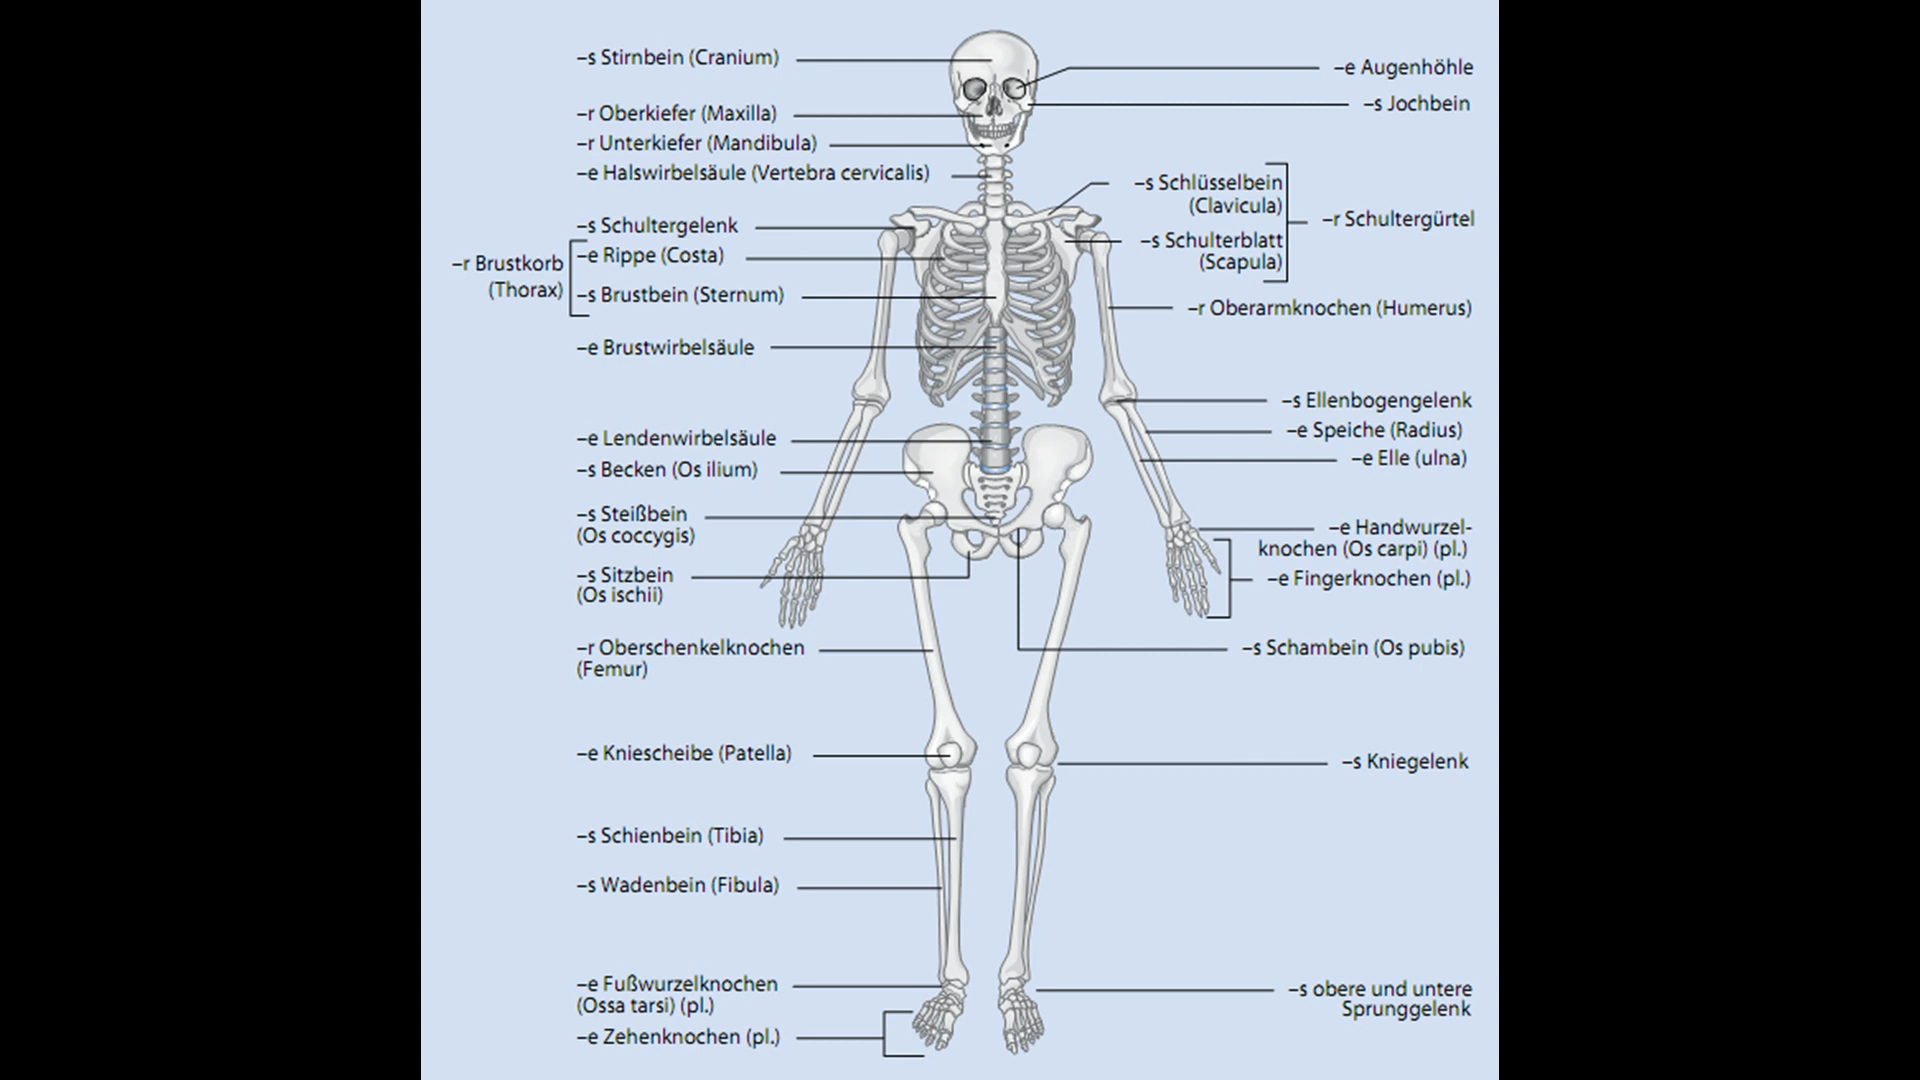 –s Stirnbein (Cranium)
–r Oberkiefer (Maxilla)
–r Unterkiefer (Mandibula)
–e Halswirbelsäule (Vertebra cervicalis)
–s Schultergelenk
–r Brustkorb
(Thorax)
–e Rippe (Costa)
–s Brustbein (Sternum)
–e Brustwirbelsäule
–e Lendenwirbelsäule
–s Becken (Os ilium)
–s Steißbein
(Os coccygis)
–s Sitzbein
(Os ischii)
–r Oberschenkelknochen
(Femur)
–e Kniescheibe (Patella)
–s Schienbein (Tibia)
–s Wadenbein (Fibula)
–e Fußwurzelknochen
(Ossa tarsi) (pl.)
–e Zehenknochen (pl.)
–e Augenhöhle
–s Jochbein
–s Schlüsselbein
(Clavicula)
–r Schultergürtel
–s Schulterblatt
(Scapula)
–r Oberarmknochen (Humerus)
–s Ellenbogengelenk
–e Speiche (Radius)
–e Elle (ulna)
–e Handwurzel-
knochen (Os carpi) (pl.)
–e Fingerknochen (pl.)
–s Schambein (Os pubis)
–s Kniegelenk
–s obere und untere
Sprunggelenk